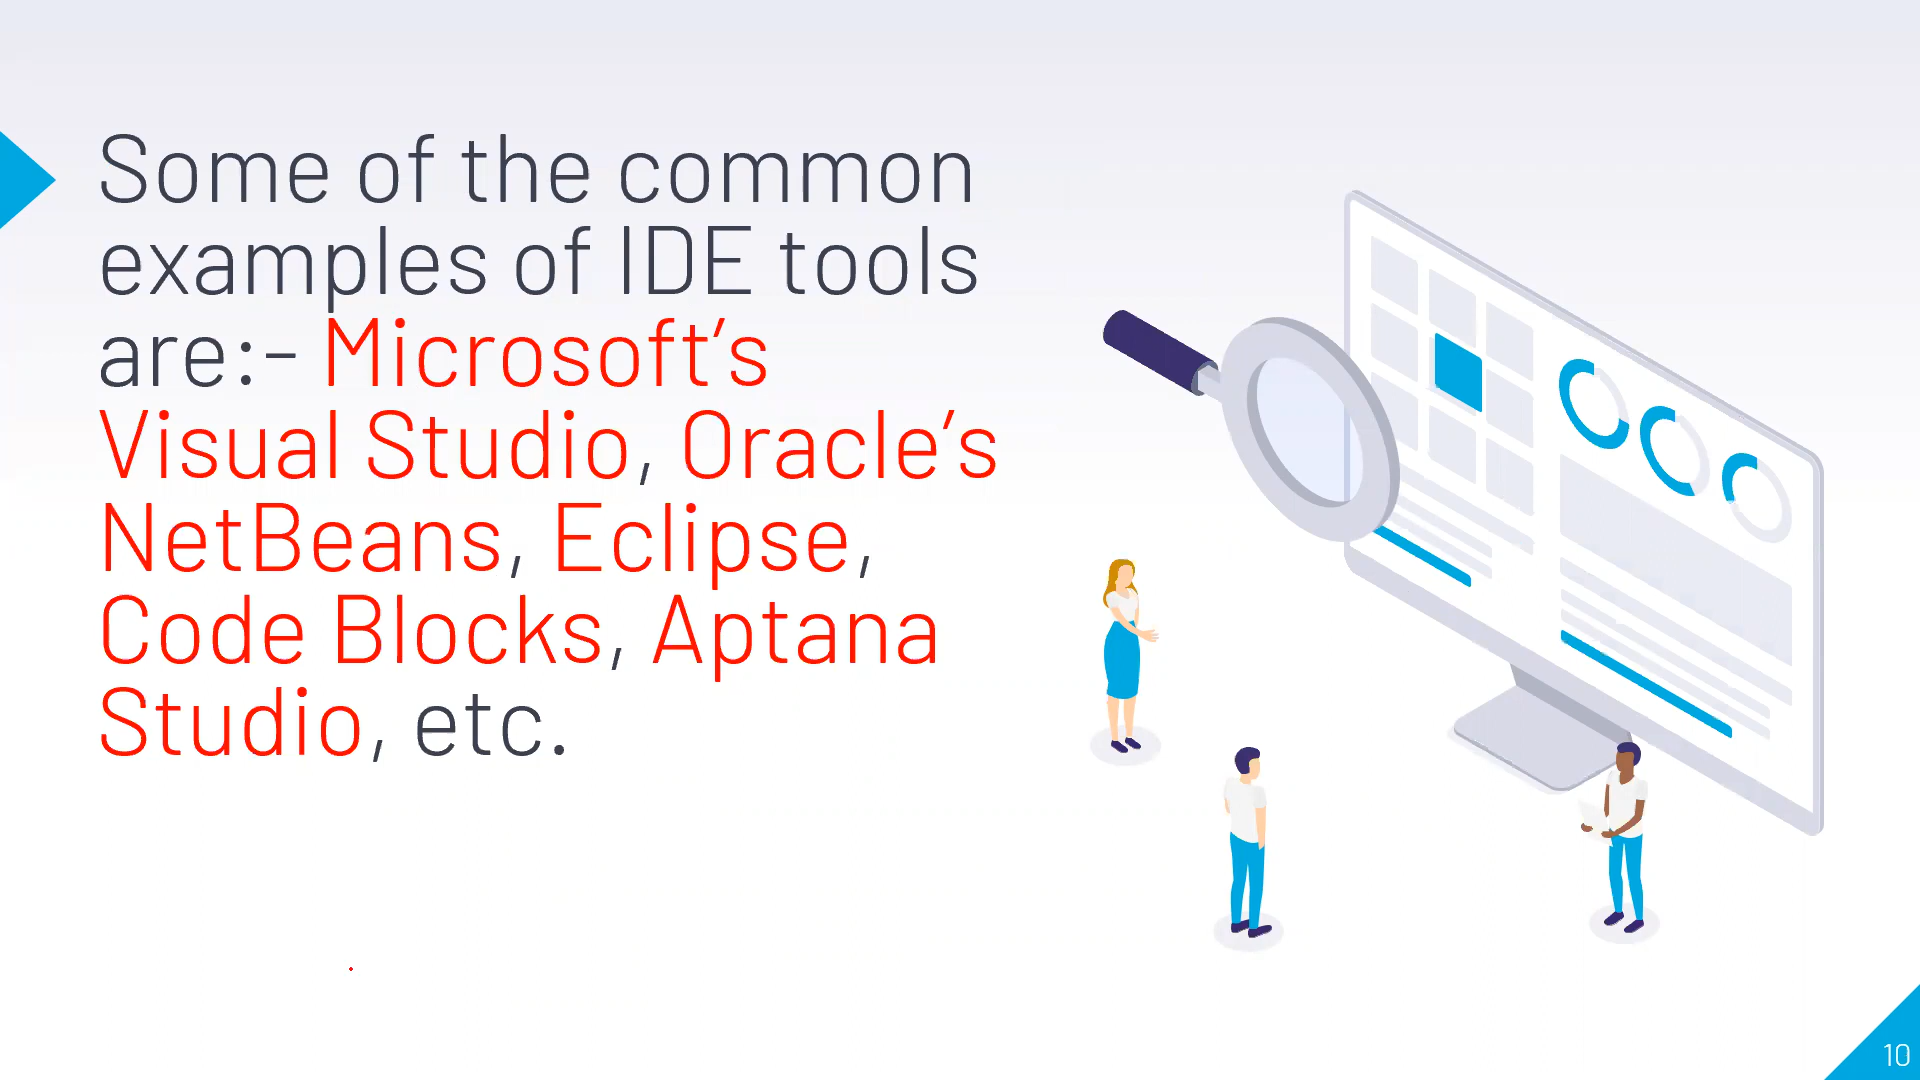 Some of the common
examples of IDE tools
are:- Microsoft’s
Visual Studio, Oracle’s
NetBeans, Eclipse,
Code Blocks, Aptana
Studio, etc.
10